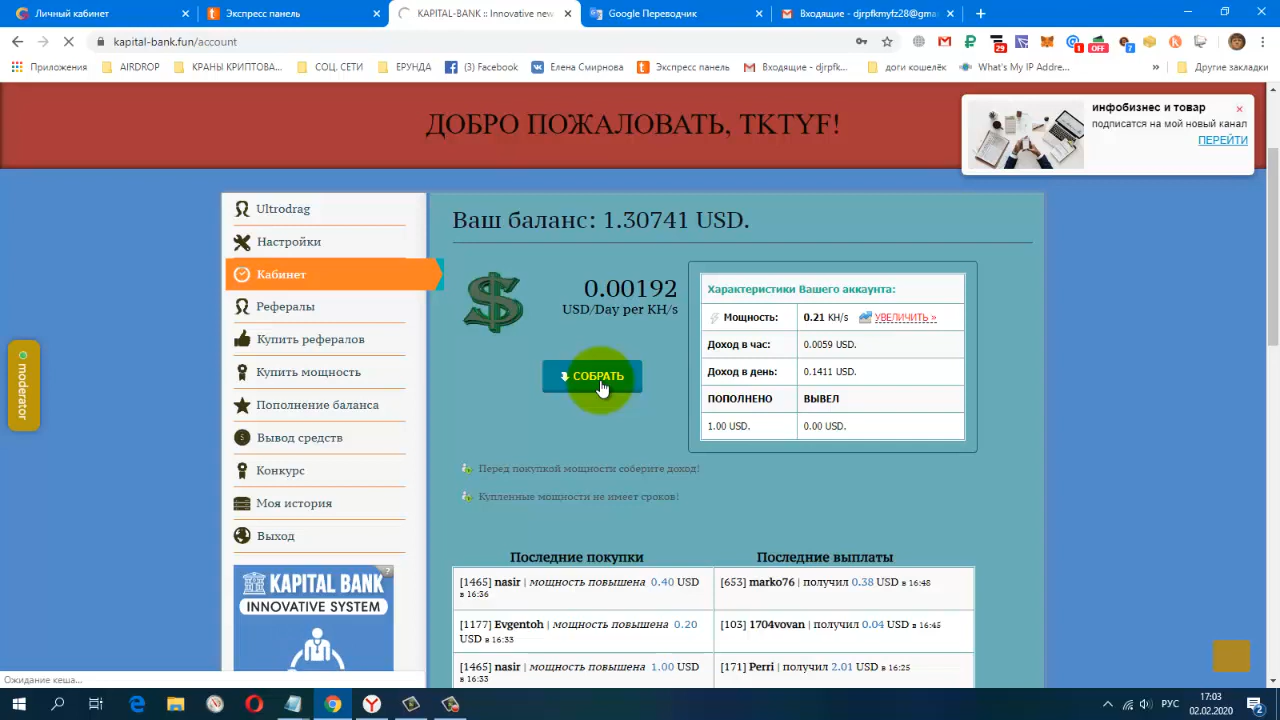 Личный кабинет
Экспресс панель
KAPITAL-BANK :: Innovative new
Google Переводчик
Входящие - djrpfkmyfz28@gmai
kapital-bank.fun/account
29
1
OFF
7
Приложения
AIRDROP
КРАНЫ КРИПТОВА...
СОЦ. СЕТИ
ЕРУНДА
(3) Facebook
Елена Смирнова
Экспресс панель
Входящие - djrpfk...
доги кошелёк
What's My IP Addre...
»
Другие закладки
ДОБРО ПОЖАЛОВАТЬ, TKTYF!
инфобизнес и товар
подписатся на мой новый канал
ПЕРЕЙТИ
moderator
Ultrodrag
Настройки
Кабинет
Рефералы
Купить рефералов
Купить мощность
Пополнение баланса
Вывод средств
Конкурс
Моя история
Выход
KAPITAL BANK
INNOVATIVE SYSTEM
Ваш баланс: 1.30741 USD.
0.00192
USD/Day per KH/s
СОБРАТЬ
Характеристики Вашего аккаунта:
Мощность: 0.21 KH/s УВЕЛИЧИТЬ »
Доход в час: 0.0059 USD.
Доход в день: 0.1411 USD.
ПОПОЛНЕНО ВЫВЕЛ
1.00 USD. 0.00 USD.
Перед покупкой мощности соберите доход!
Купленные мощности не имеет сроков!
Последние покупки
[1465] nasir | мощность повышена 0.40 USD
в 16:36
[1177] Evgentoh | мощность повышена 0.20
USD в 16:33
[1465] nasir | мощность повышена 1.00 USD
в 16:33
Последние выплаты
[653] marko76 | получил 0.38 USD в 16:48
[103] 1704vovan | получил 0.04 USD в 16:45
[171] Perri | получил 2.01 USD в 16:25
Ожидание кеша...
РУС
17:03
02.02.2020
2